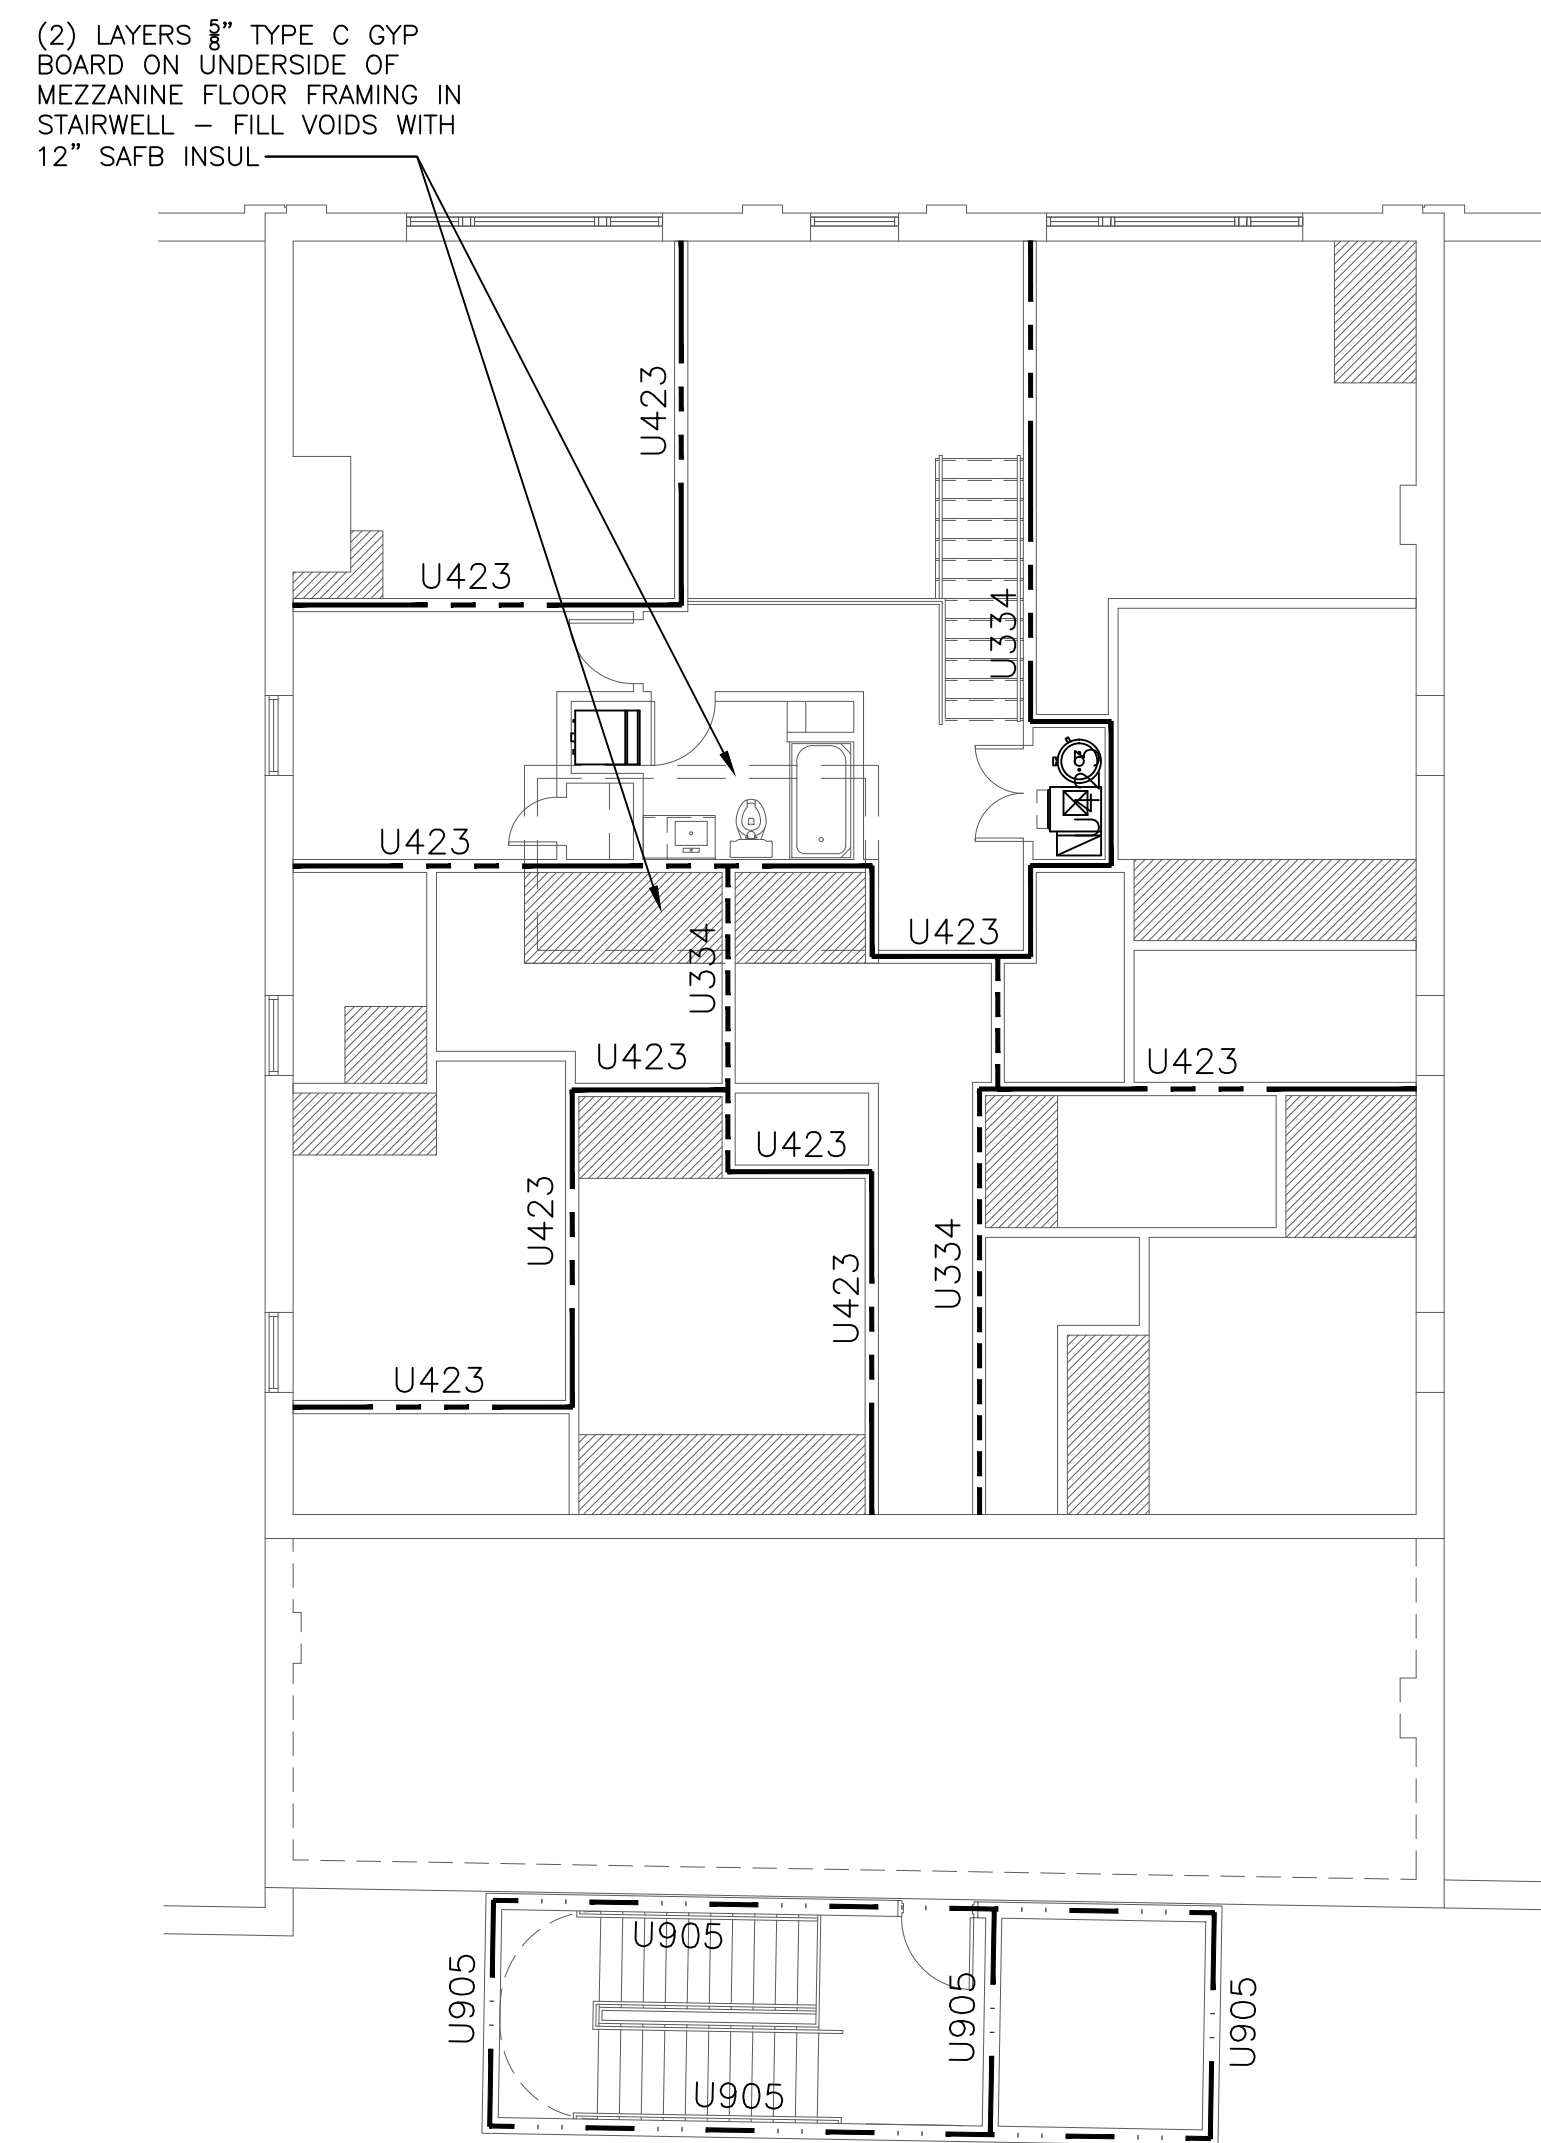 (2) LAYERS 5/8" TYPE C GYP
BOARD ON UNDERSIDE OF
MEZZANINE FLOOR FRAMING IN
STAIRWELL – FILL VOIDS WITH
12" SAFB INSUL
U423
U423
U334
U423
U423
U334
U423
U423
U423
U423
U423
U334
U423
U905
U905
U905
U905
U905